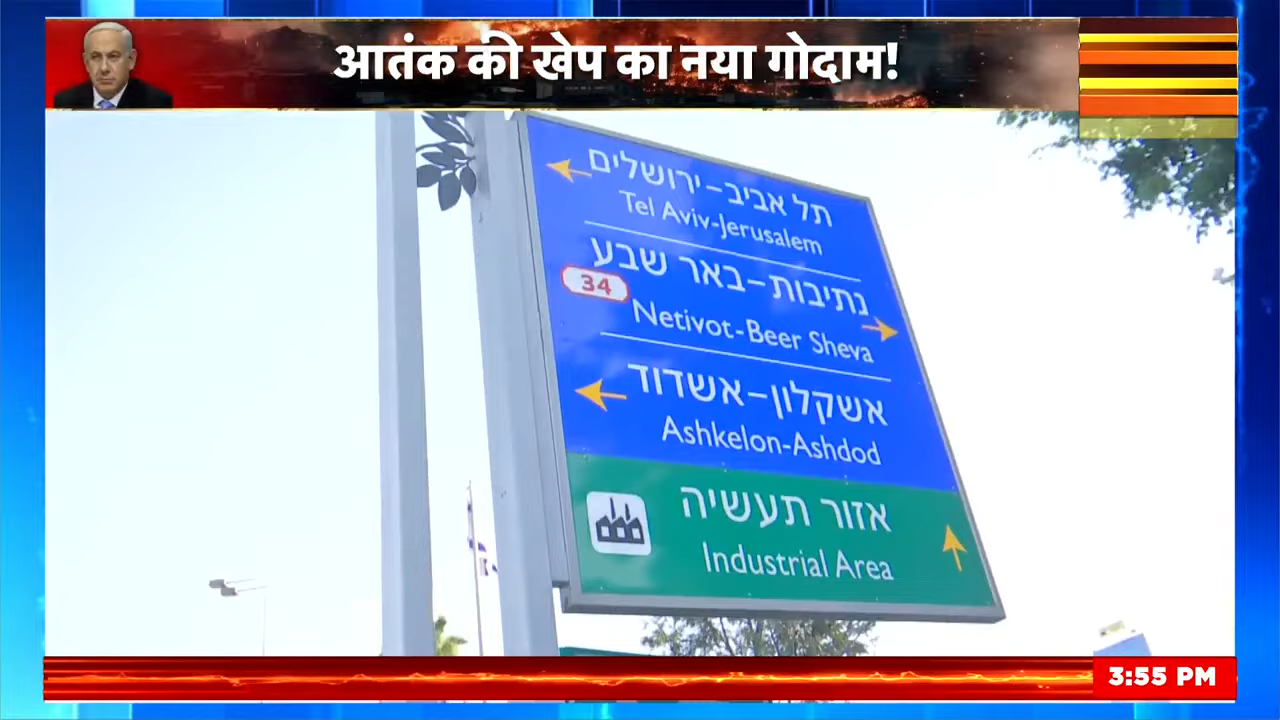 आतंक की खेप का नया गोदाम!
תל אביב–ירושלים
Tel Aviv-Jerusalem
נתיבות–באר שבע
34
Netivot-Beer Sheva
אשקלון–אשדוד
Ashkelon-Ashdod
אזור תעשיה
Industrial Area
3:55 PM